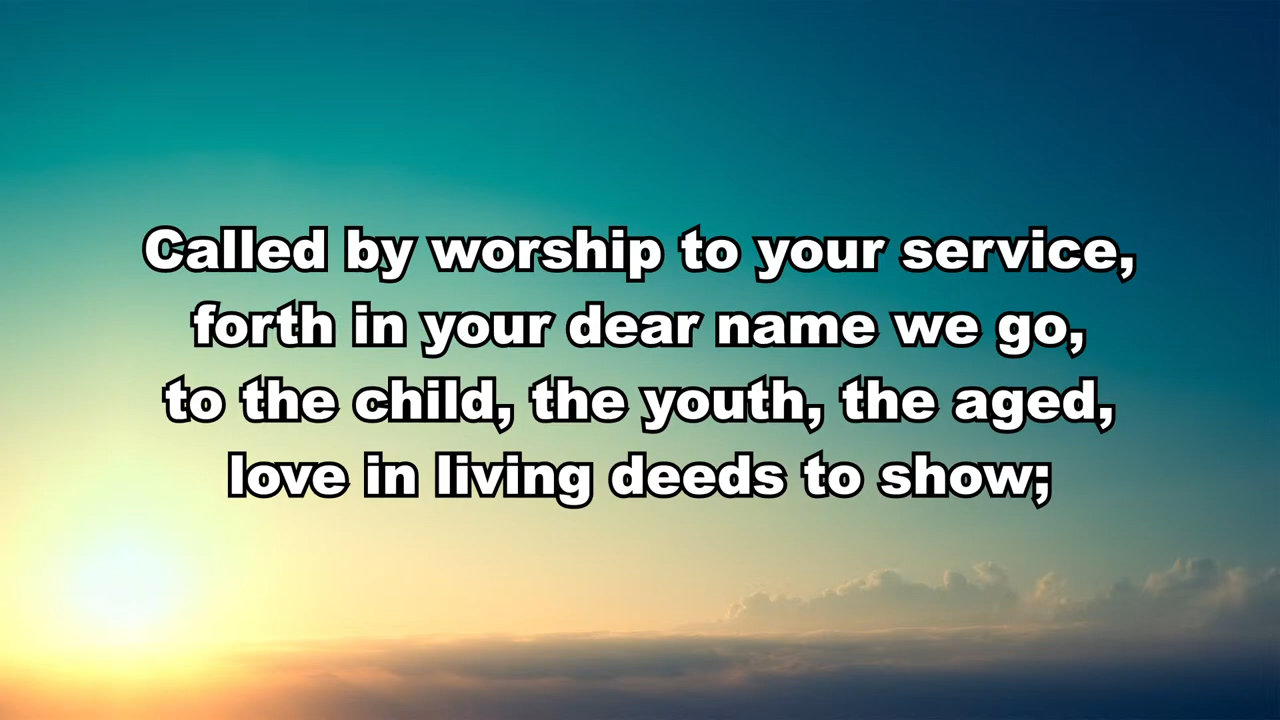 Called by worship to your service,
forth in your dear name we go,
to the child, the youth, the aged,
love in living deeds to show;